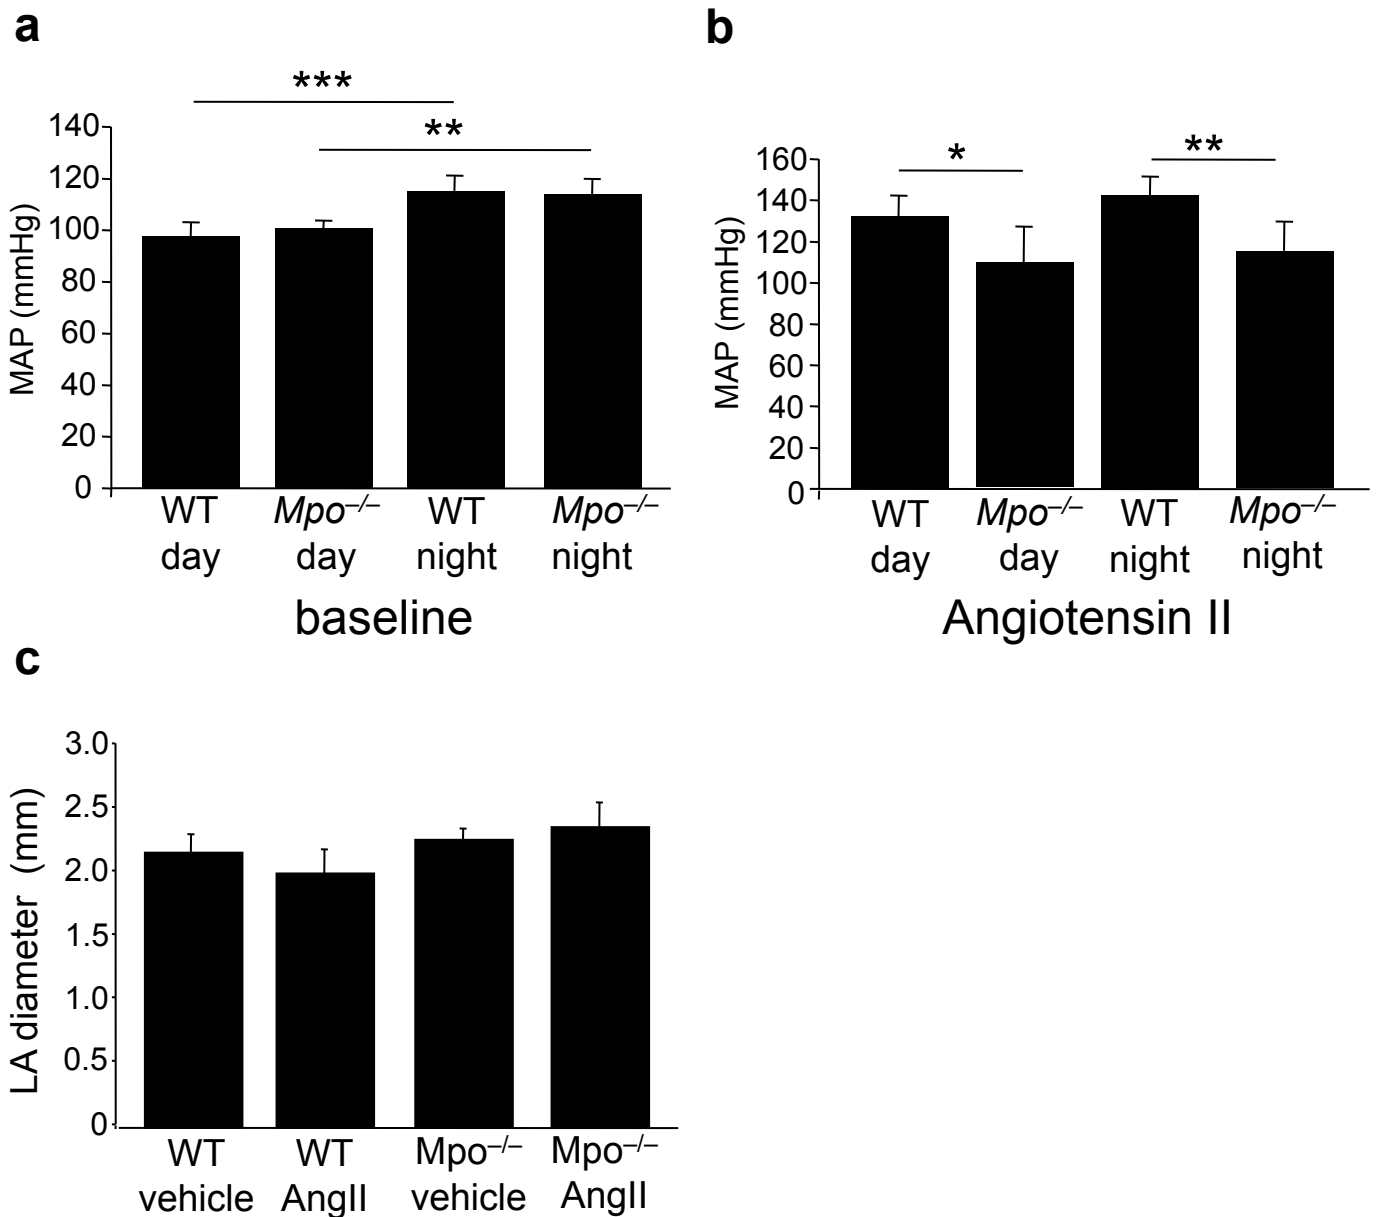 a
***
**
140
120
100
80
60
40
20
0
MAP (mmHg)
WT Mpo–/– WT Mpo–/–
day day night night
baseline
b
*
**
160
140
120
100
80
60
40
20
0
MAP (mmHg)
WT Mpo–/– WT Mpo–/–
day day night night
Angiotensin II
c
3.0
2.5
2.0
1.5
1.0
0.5
0
LA diameter (mm)
WT WT Mpo–/– Mpo–/–
vehicle AngII vehicle AngII